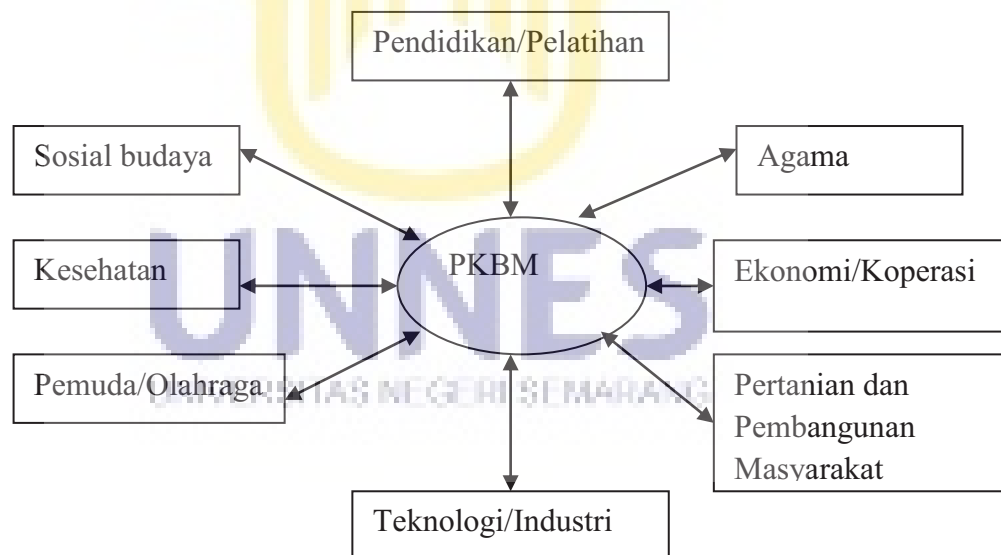 Pendidikan/Pelatihan
Sosial budaya
Agama
PKBM
Kesehatan
Ekonomi/Koperasi
UNNES
Pemuda/Olahraga
UNIVERSITAS NEGERI SEMARANG
Pertanian dan
Pembangunan
Masyarakat
Teknologi/Industri